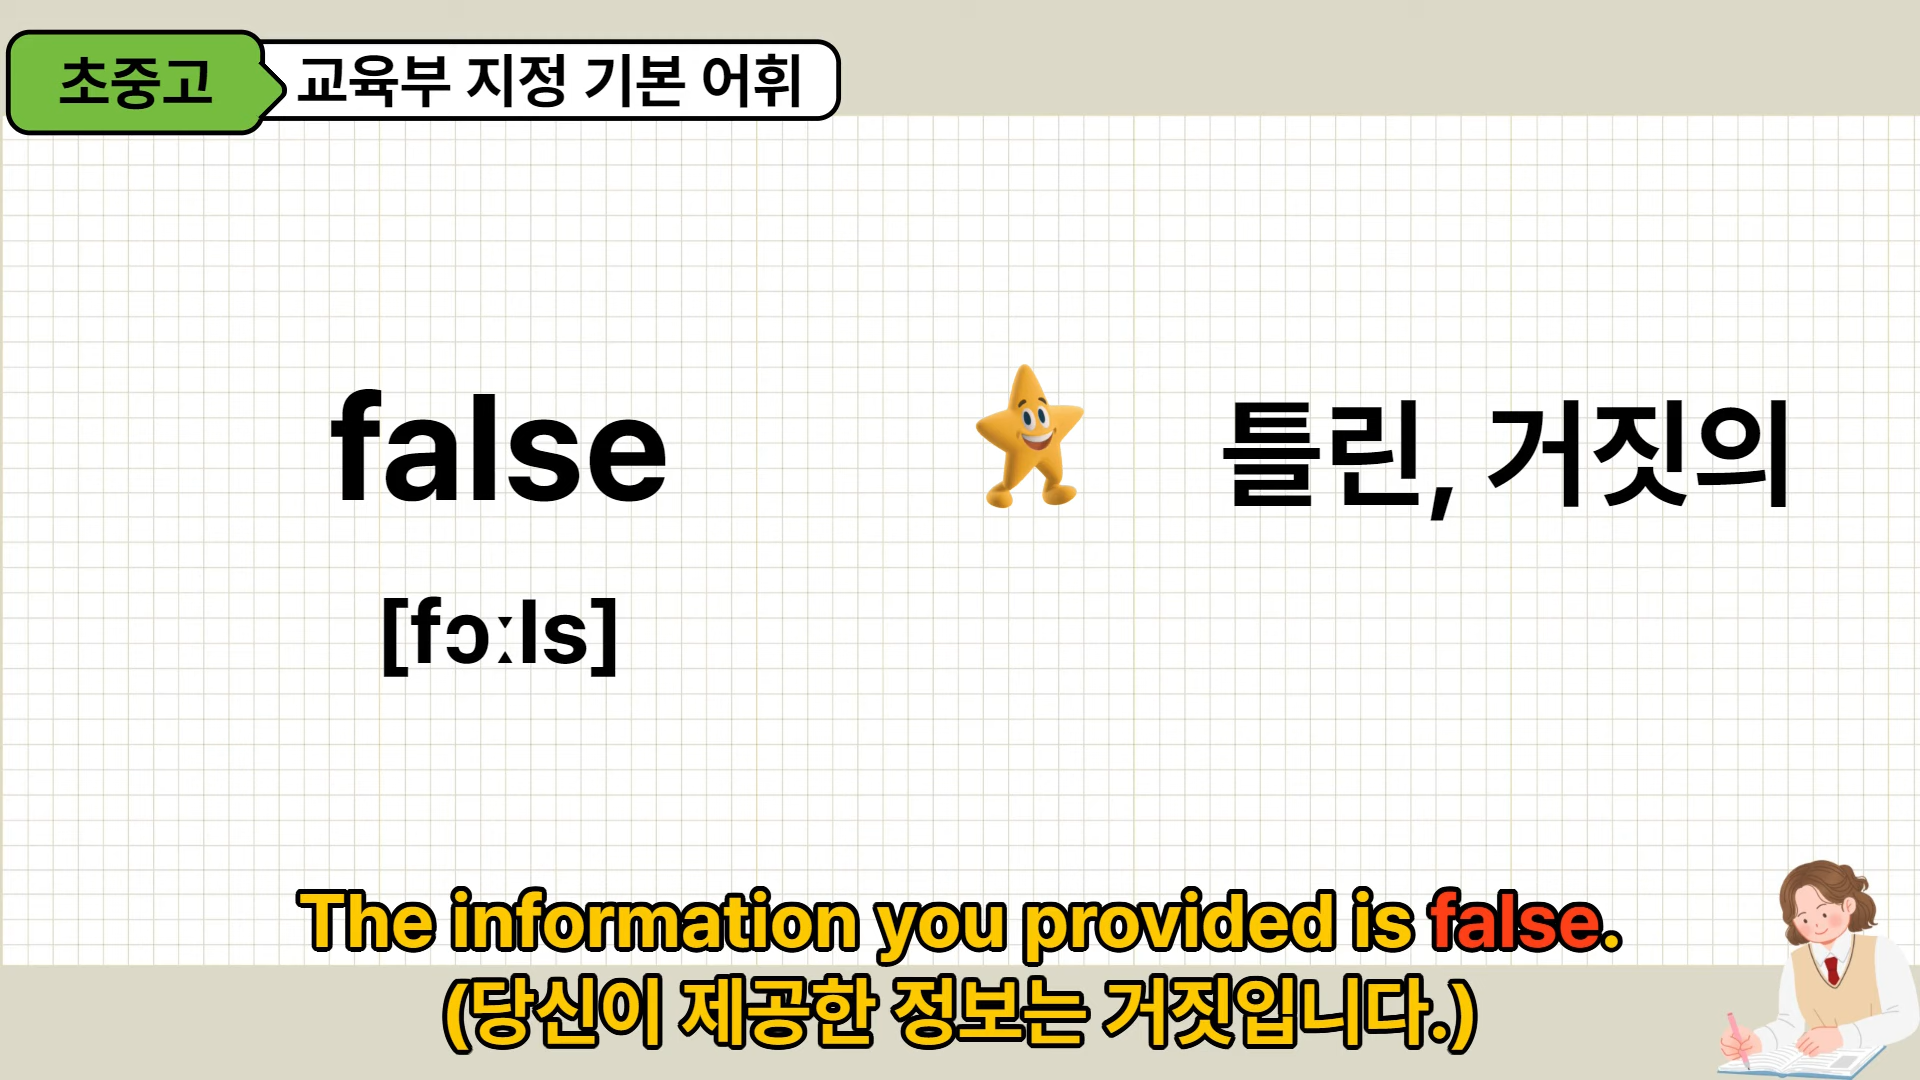 초중고 교육부 지정 기본 어휘
false 틀린, 거짓의
[fɔːls]
The information you provided is false.
(당신이 제공한 정보는 거짓입니다.)